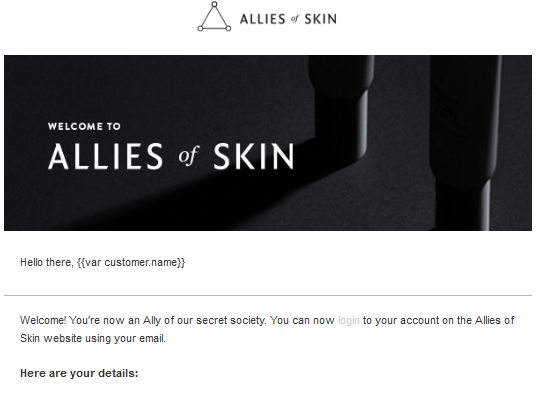 ALLIES of SKIN
WELCOME TO
ALLIES of SKIN
Hello there, {{var customer.name}}
Welcome! You're now an Ally of our secret society. You can now login to your account on the Allies of
Skin website using your email.
Here are your details: